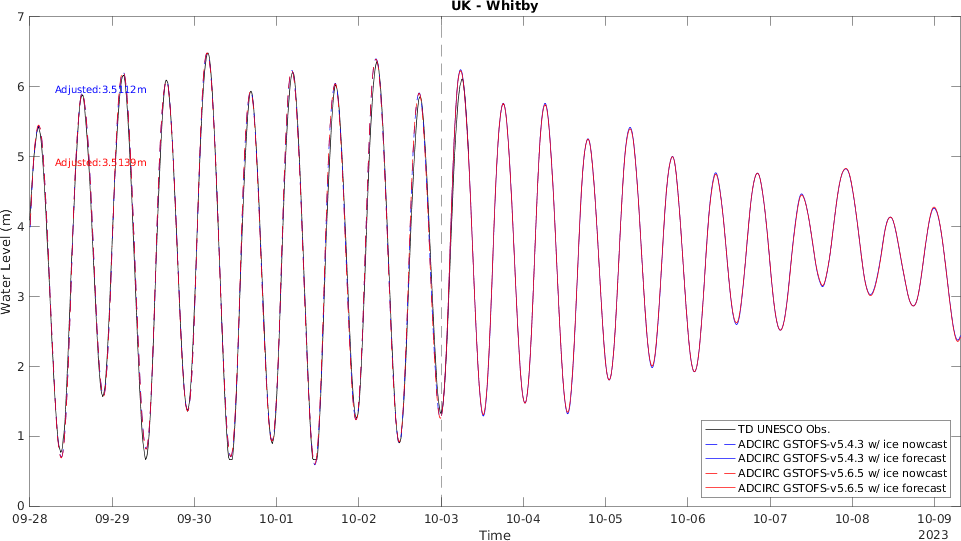 UK - Whitby
7
6
5
4
3
2
1
0
Water Level (m)
Adjusted:3.5112m
Adjusted:3.5139m
TD UNESCO Obs.
ADCIRC GSTOFS-v5.4.3 w/ ice nowcast
ADCIRC GSTOFS-v5.4.3 w/ ice forecast
ADCIRC GSTOFS-v5.6.5 w/ ice nowcast
ADCIRC GSTOFS-v5.6.5 w/ ice forecast
09-28 09-29 09-30 10-01 10-02 10-03 10-04 10-05 10-06 10-07 10-08 10-09
2023
Time